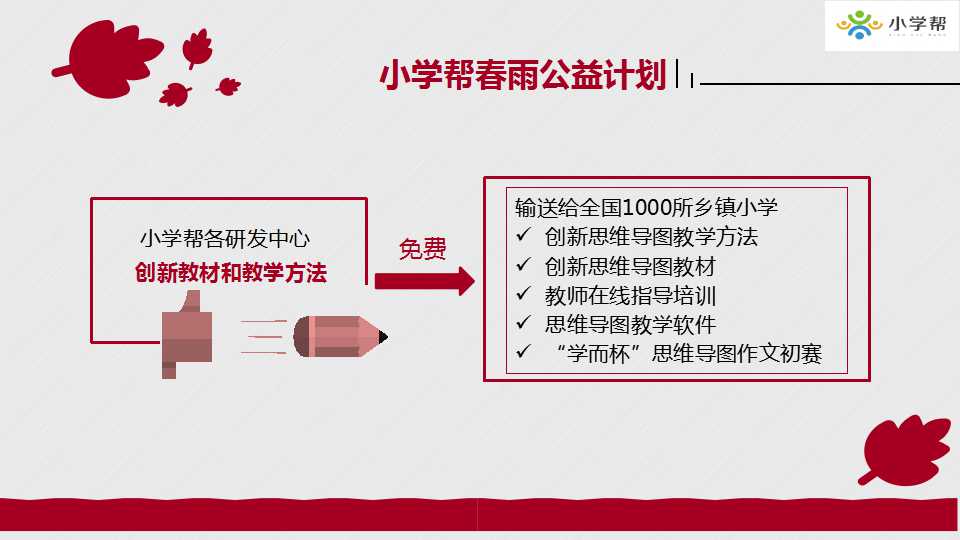 小学帮
小学帮春雨公益计划
小学帮各研发中心
创新教材和教学方法
免费
输送给全国1000所乡镇小学
✓ 创新思维导图教学方法
✓ 创新思维导图教材
✓ 教师在线指导培训
✓ 思维导图教学软件
✓ “学而杯”思维导图作文初赛